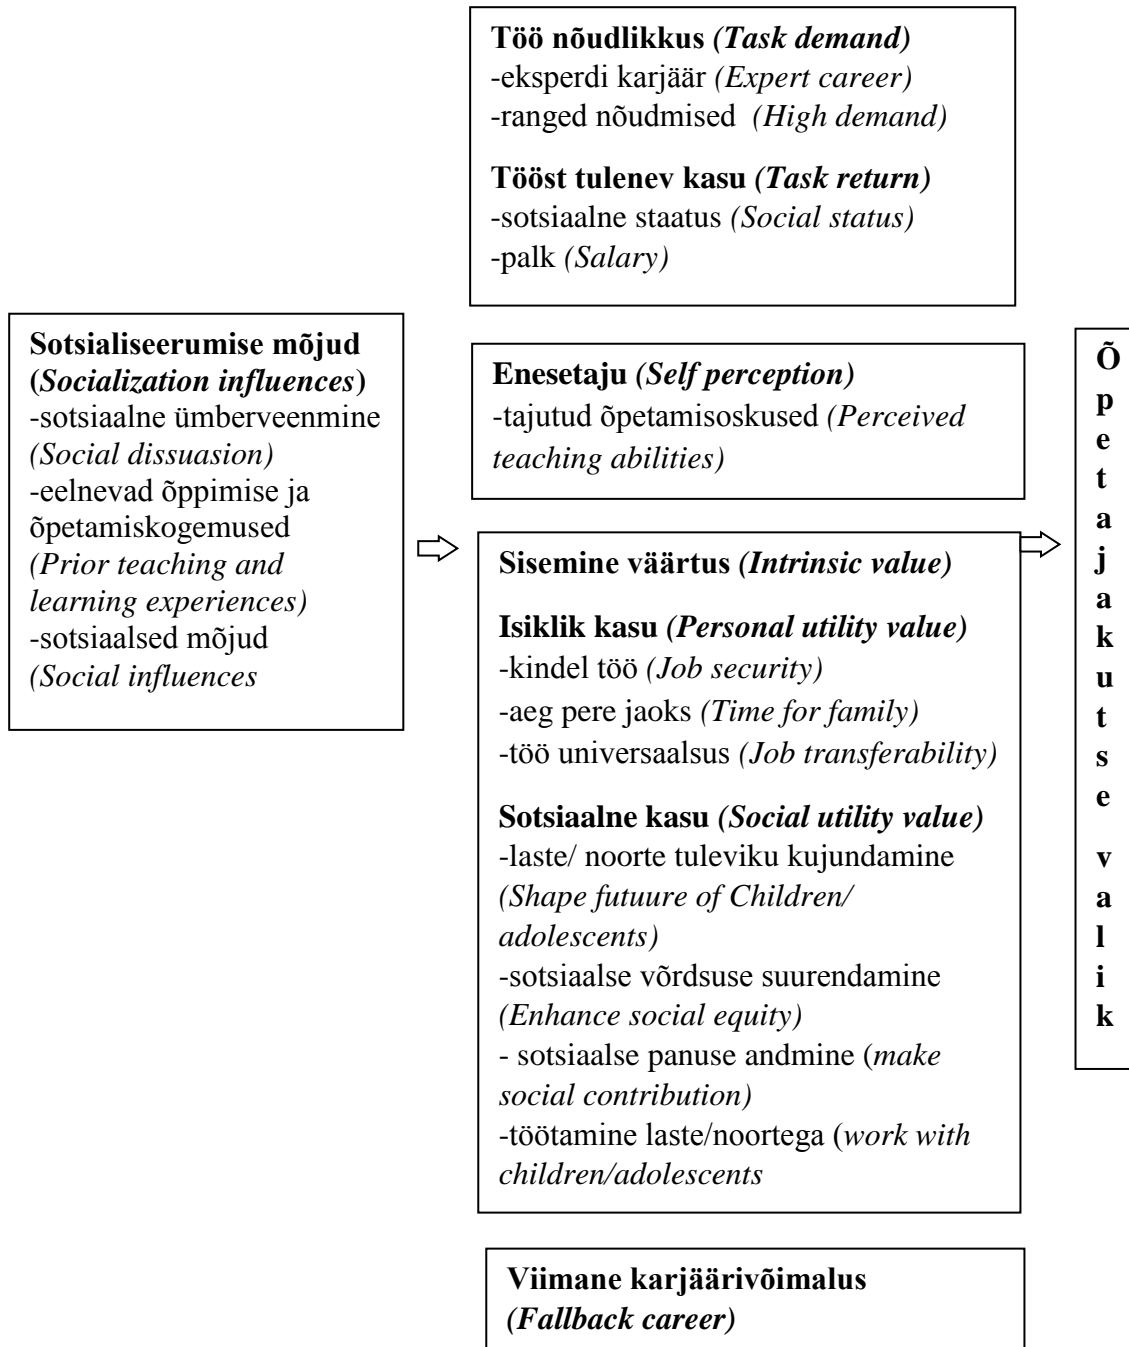 Töö nõudlikkus (Task demand)
-eksperdi karjäär (Expert career)
-ranged nõudmised (High demand)
Tööst tulenev kasu (Task return)
-sotsiaalne staatus (Social status)
-palk (Salary)
Sotsialiseerumise mõjud
(Socialization influences)
-sotsiaalne ümberveenmine
(Social dissuasion)
-eelnevad õppimise ja
õpetamiskogemused
(Prior teaching and
learning experiences)
-sotsiaalsed mõjud
(Social influences
Enesetaju (Self perception)
-tajutud õpetamisoskused (Perceived
teaching abilities)
Sisemine väärtus (Intrinsic value)
Isiklik kasu (Personal utility value)
-kindel töö (Job security)
-aeg pere jaoks (Time for family)
-töö universaalsus (Job transferability)
Sotsiaalne kasu (Social utility value)
-laste/ noorte tuleviku kujundamine
(Shape futuure of Children/
adolescents)
-sotsiaalse võrdsuse suurendamine
(Enhance social equity)
- sotsiaalse panuse andmine (make
social contribution)
-töötamine laste/noortega (work with
children/adolescents
Viimane karjäärivõimalus
(Fallback career)
Õpetajakutse valik